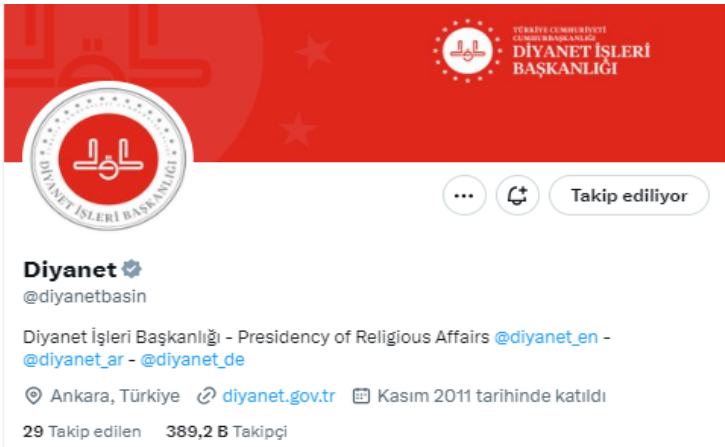 TÜRKİYE CUMHURİYETİ
CUMHURBAŞKANLIĞI
DİYANET İŞLERİ
BAŞKANLIĞI
DİYANET İŞLERİ BAŞKANLIĞI
Takip ediliyor
Diyanet
@diyanetbasin
Diyanet İşleri Başkanlığı - Presidency of Religious Affairs @diyanet_en -
@diyanet_ar - @diyanet_de
Ankara, Türkiye diyanet.gov.tr Kasım 2011 tarihinde katıldı
29 Takip edilen 389,2 B Takipçi